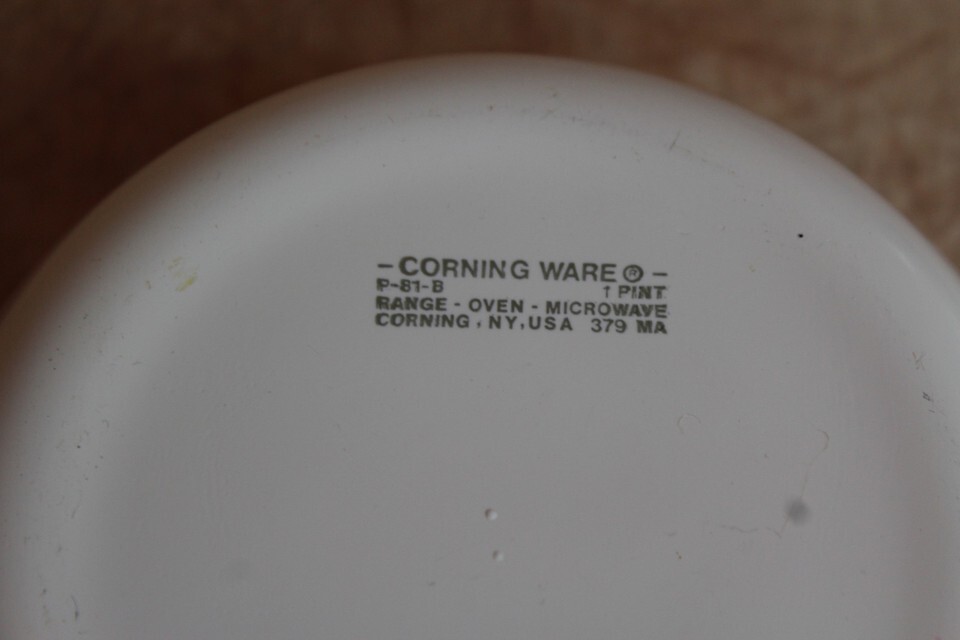 - CORNING WARE ® -
P-81-B 1 PINT
RANGE - OVEN - MICROWAVE
CORNING, NY, USA 379 MA